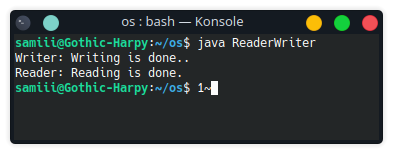 os : bash — Konsole
samiii@Gothic-Harpy:~/os$ java ReaderWriter
Writer: Writing is done..
Reader: Reading is done.
samiii@Gothic-Harpy:~/os$ 1~